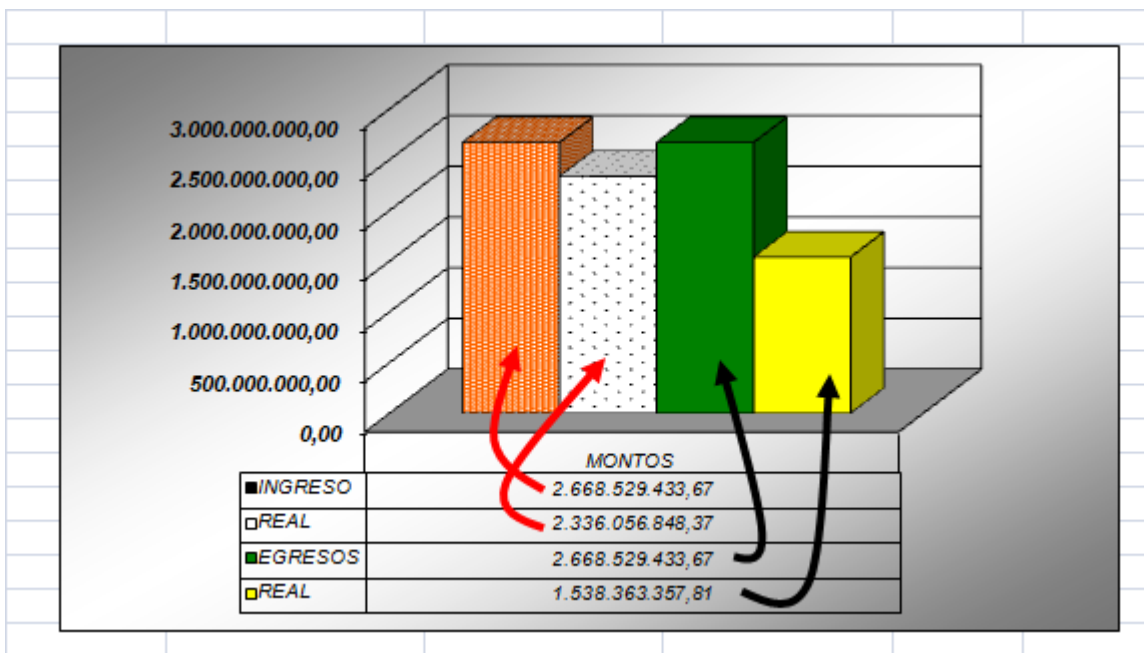 3.000.000.000,00
2.500.000.000,00
2.000.000.000,00
1.500.000.000,00
1.000.000.000,00
500.000.000,00
0,00
MONTOS
INGRESO 2.668.529.433,67
REAL 2.336.056.848,37
EGRESOS 2.668.529.433,67
REAL 1.538.363.357,81